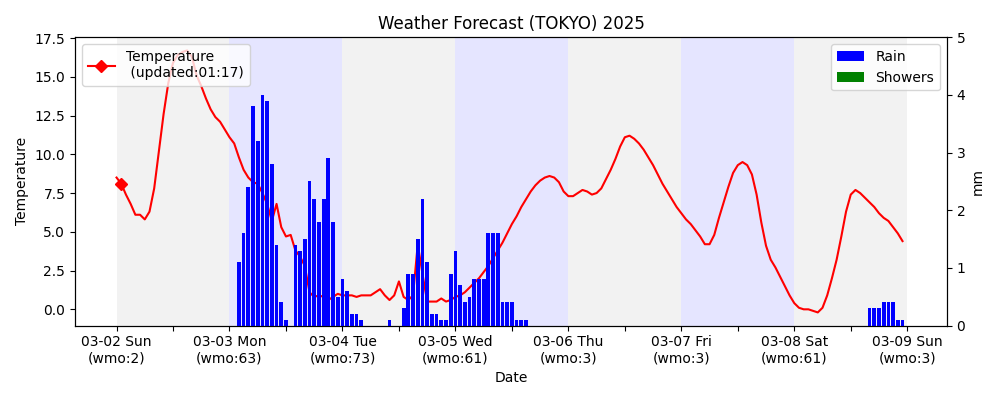 Weather Forecast (TOKYO) 2025
Temperature
(updated:01:17)
Rain
Showers
17.5
15.0
12.5
10.0
7.5
5.0
2.5
0.0
Temperature
5
4
3
2
1
0
mm
03-02 Sun
(wmo:2)
03-03 Mon
(wmo:63)
03-04 Tue
(wmo:73)
03-05 Wed
(wmo:61)
03-06 Thu
(wmo:3)
03-07 Fri
(wmo:3)
03-08 Sat
(wmo:61)
03-09 Sun
(wmo:3)
Date